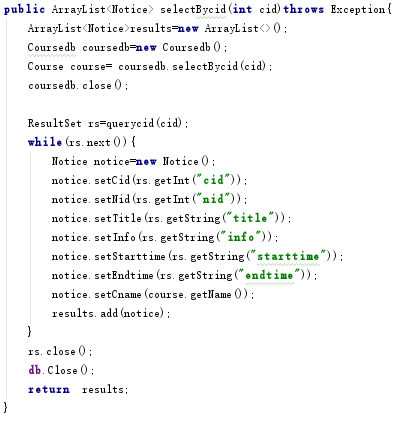 public ArrayList<Notice> selectBycid(int cid)throws Exception{
    ArrayList<Notice>results=new ArrayList<>();
    Coursedb coursedb=new Coursedb();
    Course course= coursedb.selectBycid(cid);
    coursedb.close();

    ResultSet rs=querycid(cid);
    while(rs.next()){
        Notice notice=new Notice();
        notice.setCid(rs.getInt("cid"));
        notice.setNid(rs.getInt("nid"));
        notice.setTitle(rs.getString("title"));
        notice.setInfo(rs.getString("info"));
        notice.setStarttime(rs.getString("starttime"));
        notice.setEndtime(rs.getString("endtime"));
        notice.setCname(course.getName());
        results.add(notice);
    }
    rs.close();
    db.Close();
    return  results;
}